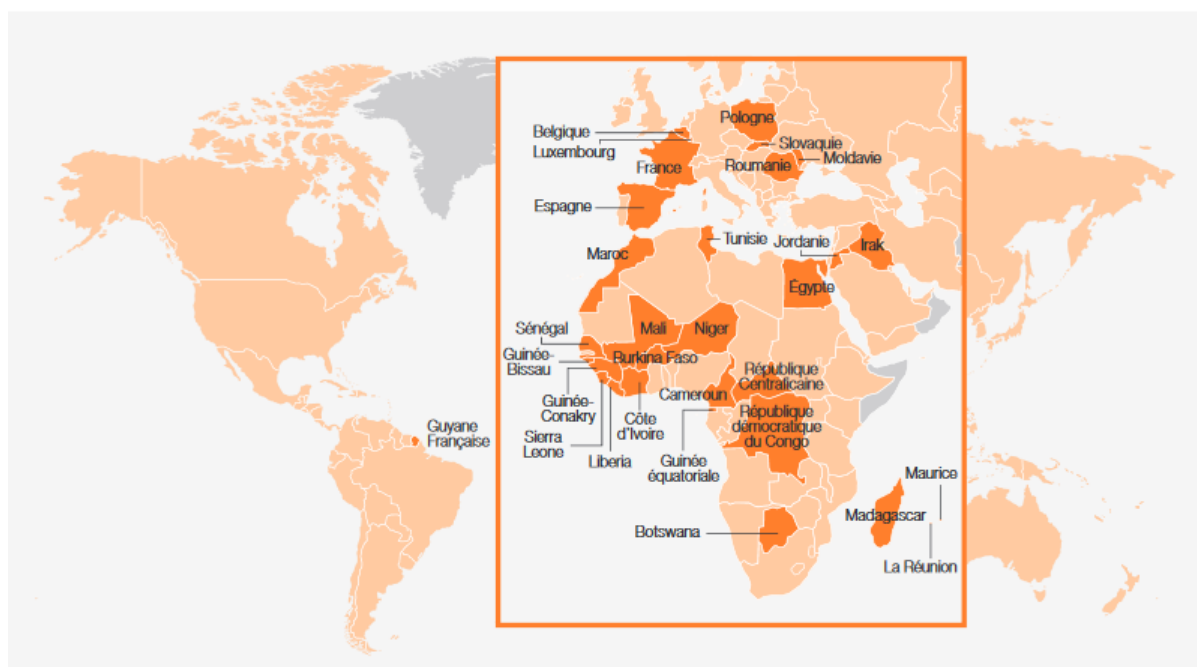 Pologne
Belgique
Slovaquie
Luxembourg
Moldavie
Roumanie
France
Espagne
Tunisie
Jordanie
Irak
Maroc
Égypte
Sénégal
Mali
Niger
Guinée-
Bissau
Burkina Faso
République
Centraficaine
Cameroun
Guinée-
Conakry
Côte
d'Ivoire
République
démocratique
du Congo
Guyane
Française
Sierra
Leone
Liberia
Guinée
équatoriale
Maurice
Madagascar
Botswana
La Réunion